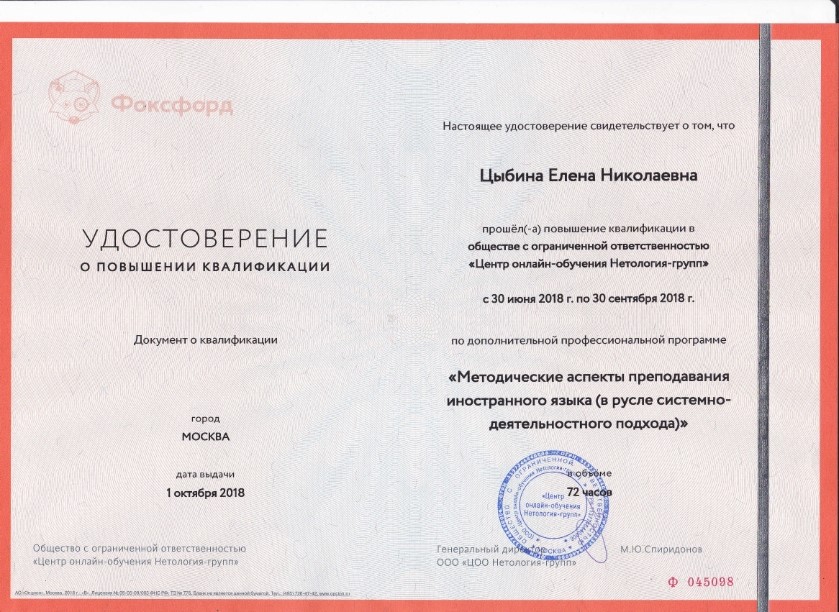 Фоксфорд
УДОСТОВЕРЕНИЕ
О ПОВЫШЕНИИ КВАЛИФИКАЦИИ
Документ о квалификации
город
МОСКВА
дата выдачи
1 октября 2018
Общество с ограниченной ответственностью
«Центр онлайн-обучения Нетология-групп»
Настоящее удостоверение свидетельствует о том, что
Цыбина Елена Николаевна
прошёл(-а) повышение квалификации в
обществе с ограниченной ответственностью
«Центр онлайн-обучения Нетология-групп»
с 30 июня 2018 г. по 30 сентября 2018 г.
по дополнительной профессиональной программе
«Методические аспекты преподавания
иностранного языка (в русле системно-
деятельностного подхода)»
в объёме
72 часов
«Центр
онлайн-обучения
Нетология-групп»
МОСКВА
Генеральный директор
ООО «ЦОО Нетология-групп»
М.Ю.Спиридонов
Ф 045098